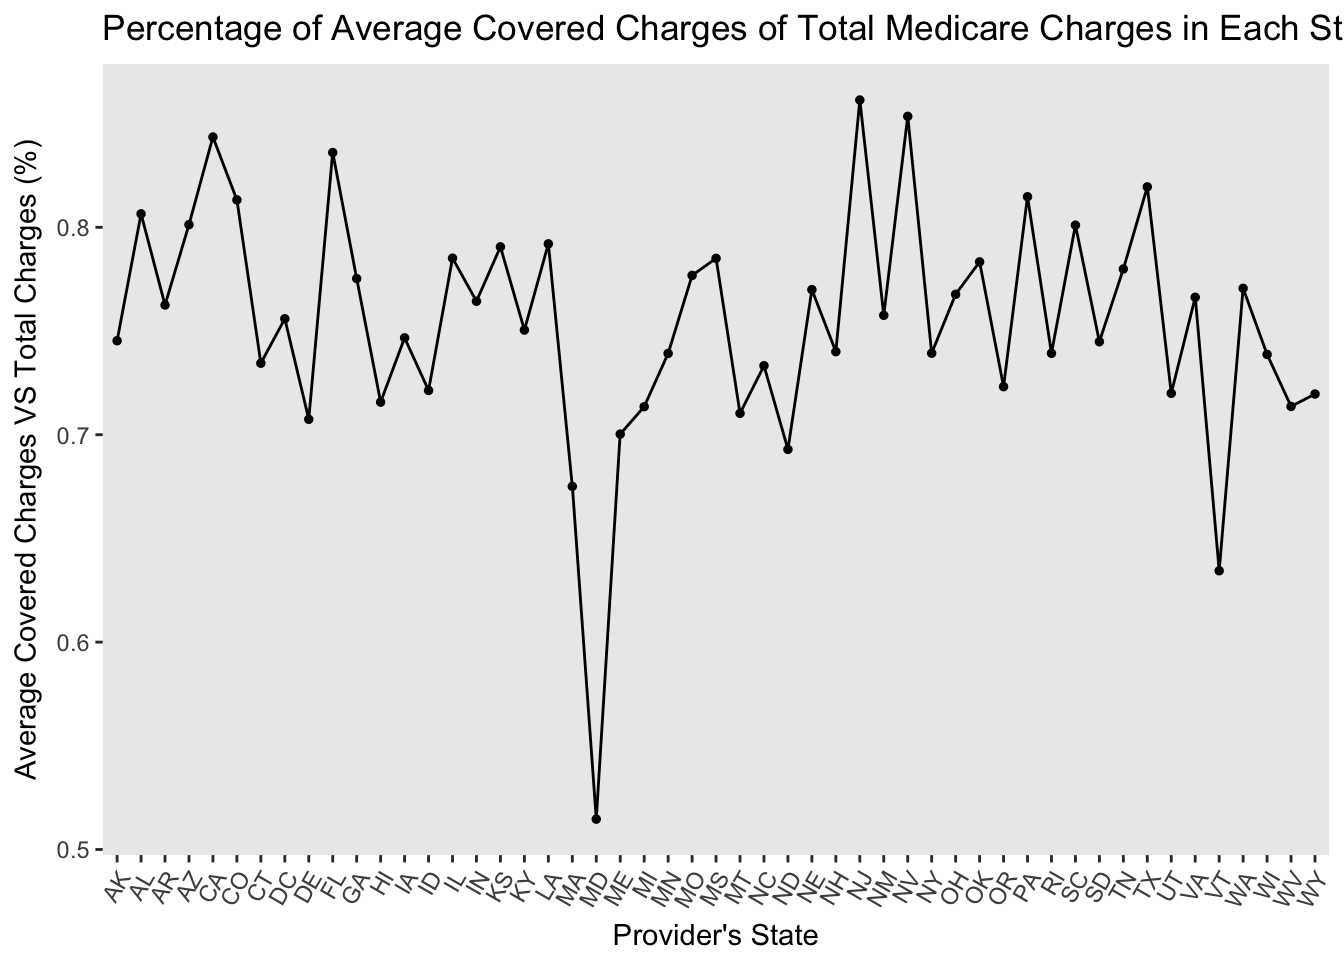 Percentage of Average Covered Charges of Total Medicare Charges in Each St
Average Covered Charges VS Total Charges (%)
0.8
0.7
0.6
0.5
AK AL AR AZ CA CO CT DC DE FL GA HI IA ID IL IN KS KY LA MA MD ME MI MN MO MS MT NC ND NE NH NJ NM NV NY OH OK OR PA RI SC SD TN TX UT VA VT WA WI WV WY
Provider's State